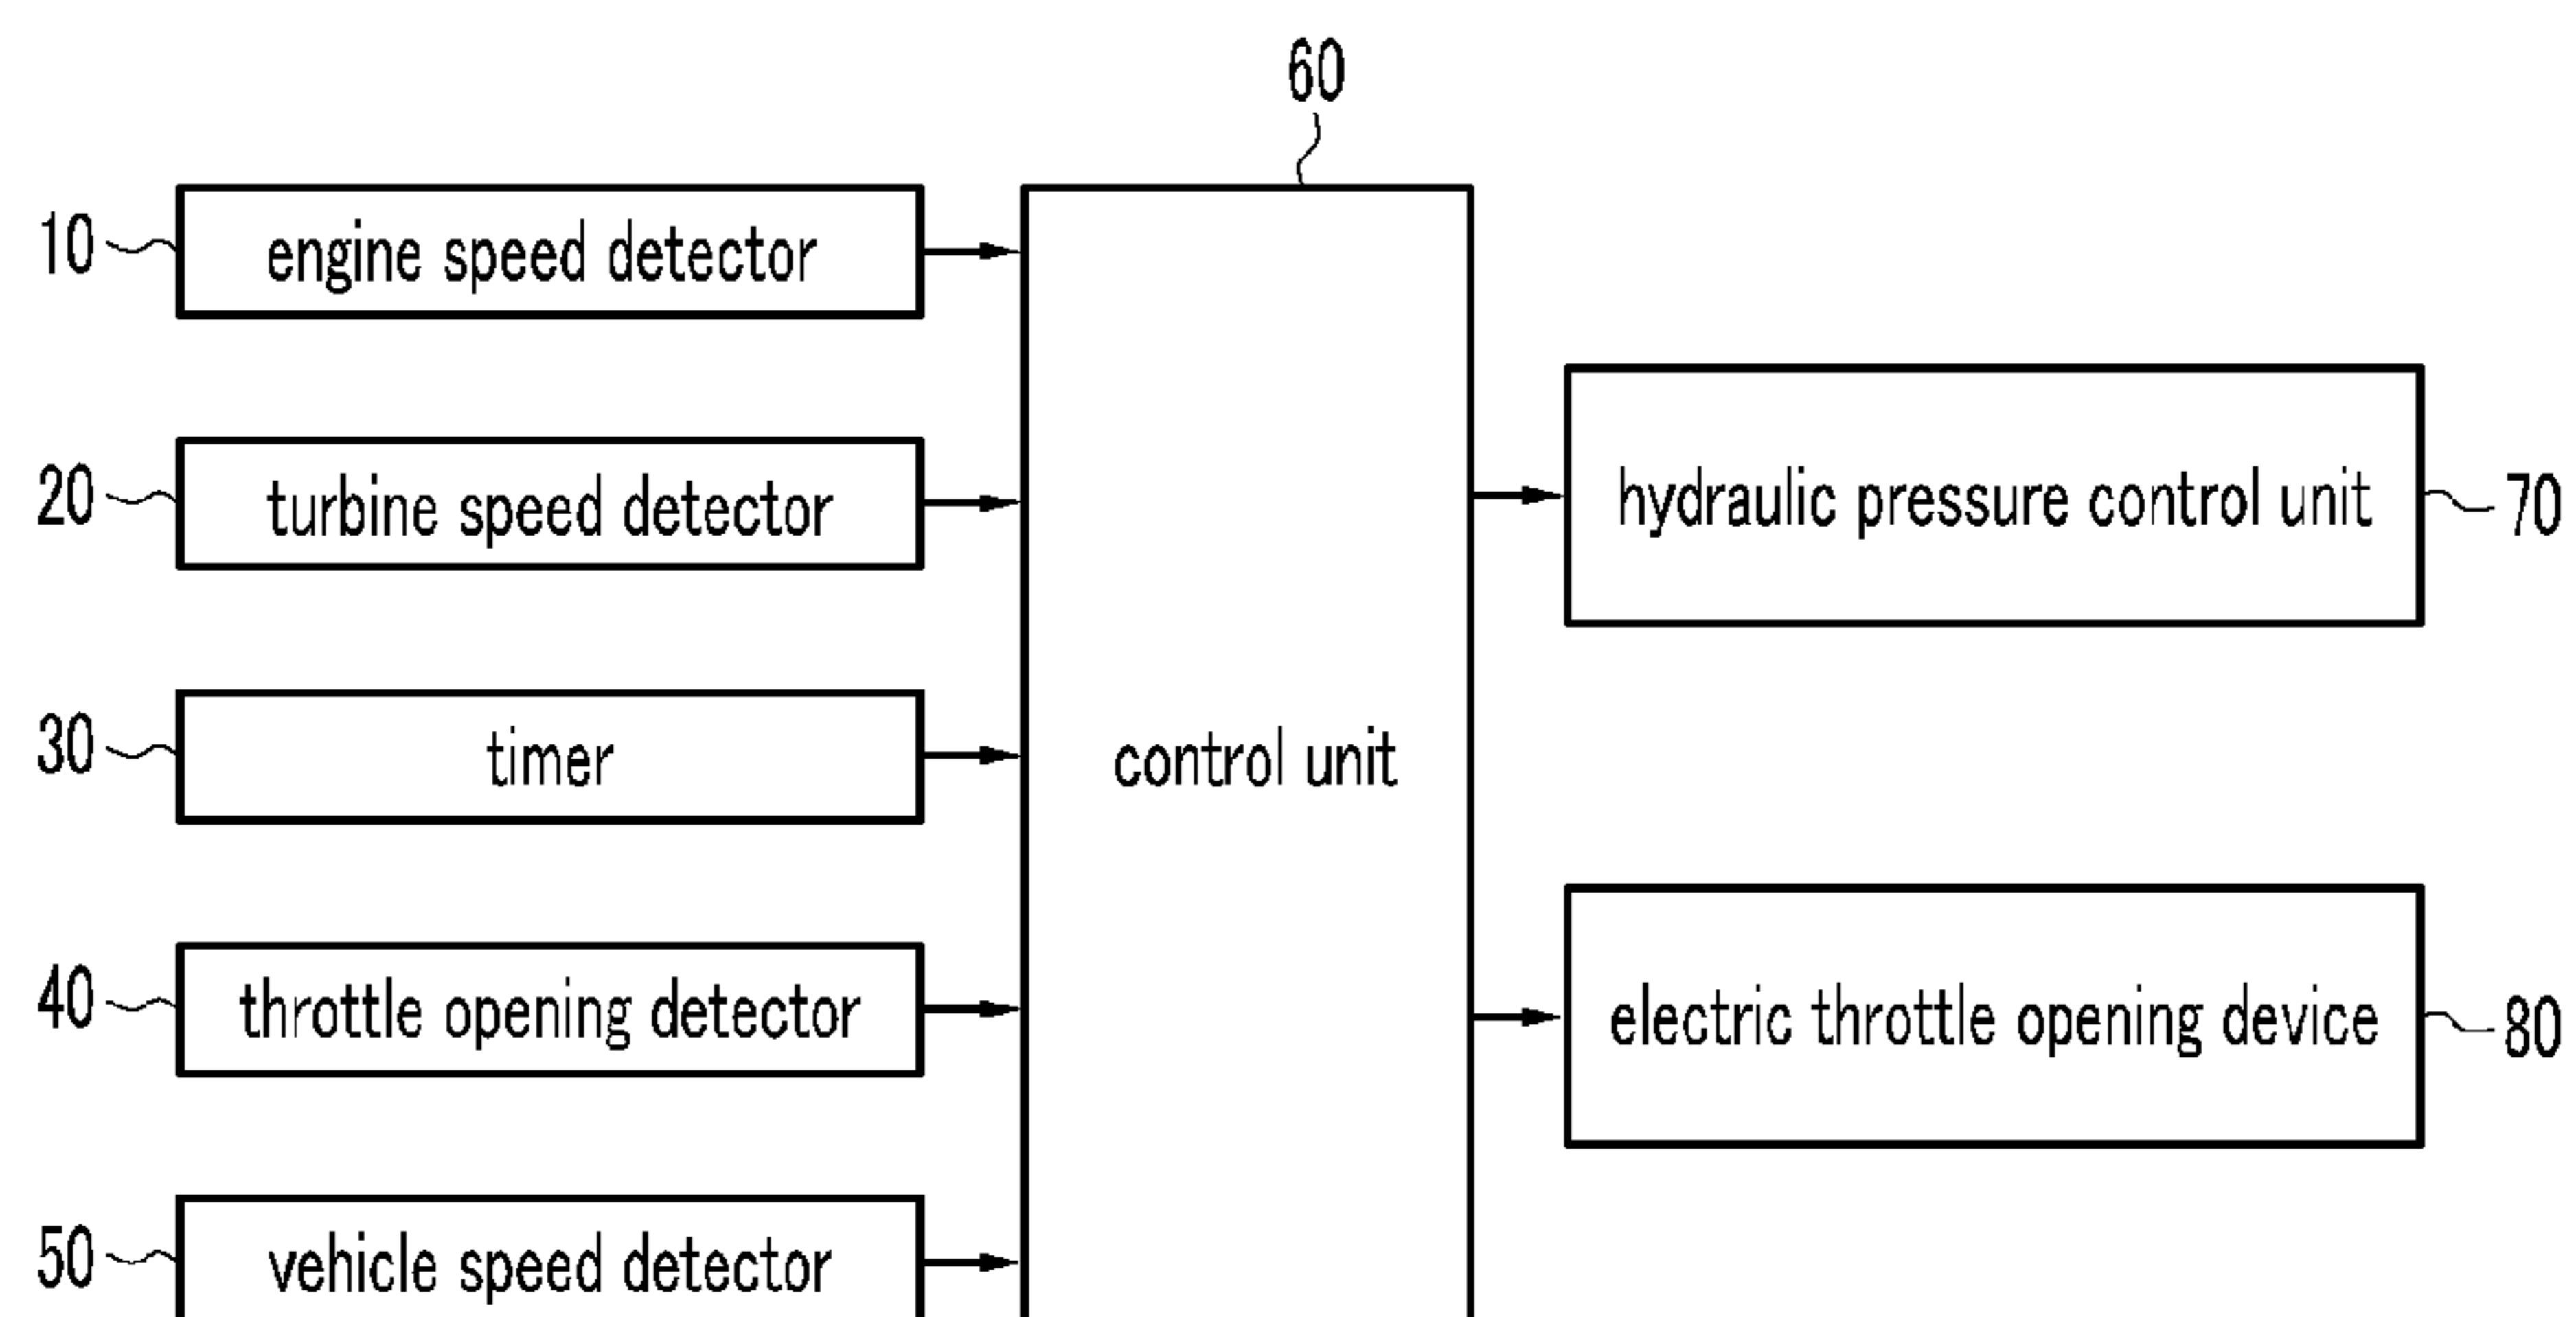 60
10 engine speed detector
20 turbine speed detector
hydraulic pressure control unit 70
30 timer
control unit
40 throttle opening detector
electric throttle opening device 80
50 vehicle speed detector